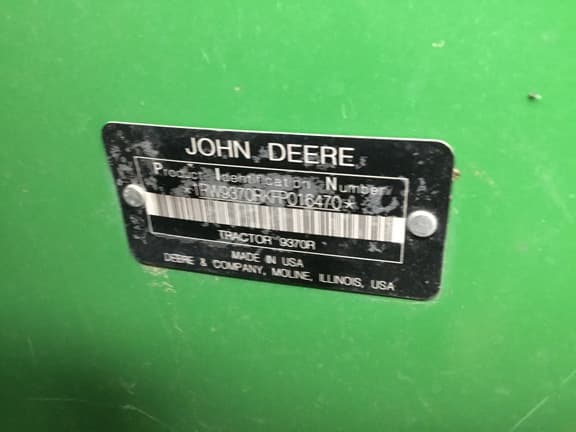 JOHN DEERE
Product Identification Number
*1RW9370RKFP016470*
TRACTOR 9370R
MADE IN USA
DEERE & COMPANY, MOLINE, ILLINOIS, USA